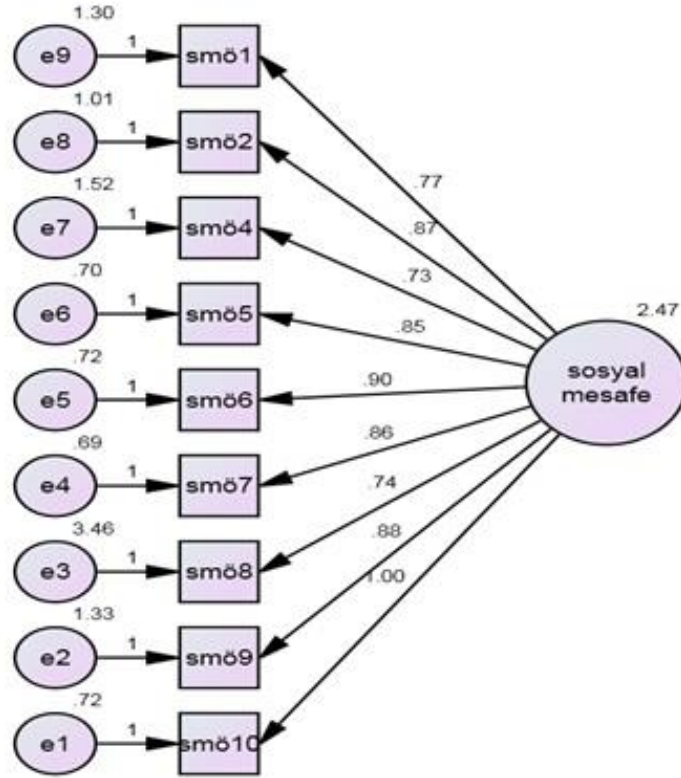 1.30
e9 1 smö1
1.01
e8 1 smö2
.77
1.52
e7 1 smö4
.87
.73
.70
e6 1 smö5
.85
2.47
sosyal
mesafe
.72
e5 1 smö6
.90
.69
e4 1 smö7
.86
3.46
e3 1 smö8
.74
1.33
e2 1 smö9
.88
1.00
.72
e1 1 smö10